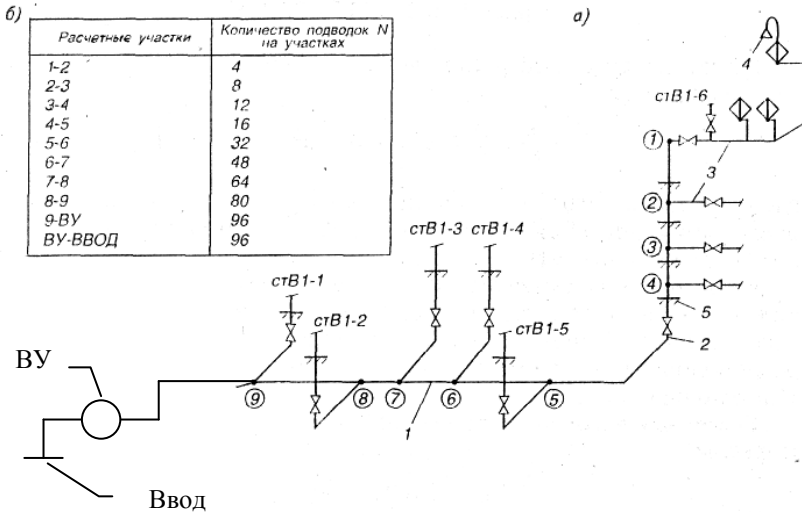 б)
а)
Расчетные участки
Количество подводок N на участках
1-2 4
2-3 8
3-4 12
4-5 16
5-6 32
6-7 48
7-8 64
8-9 80
9-ВУ 96
ВУ-ВВОД 96
4
стВ1-6
1
3
2
3
4
5
2
стВ1-3
стВ1-4
стВ1-1
стВ1-2
стВ1-5
ВУ
9
8
7
6
5
1
Ввод